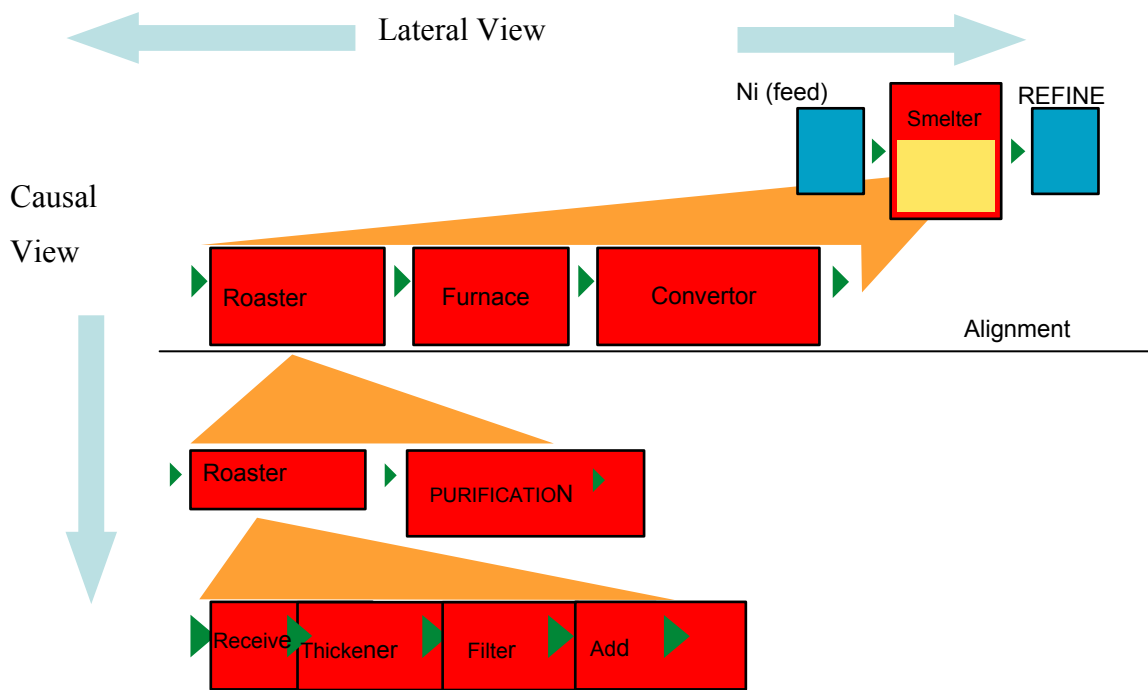 Lateral View
Ni (feed)
REFINE
Smelter
Causal
View
Roaster
Furnace
Convertor
Alignment
Roaster
PURIFICATION
Receive
Thickener
Filter
Add